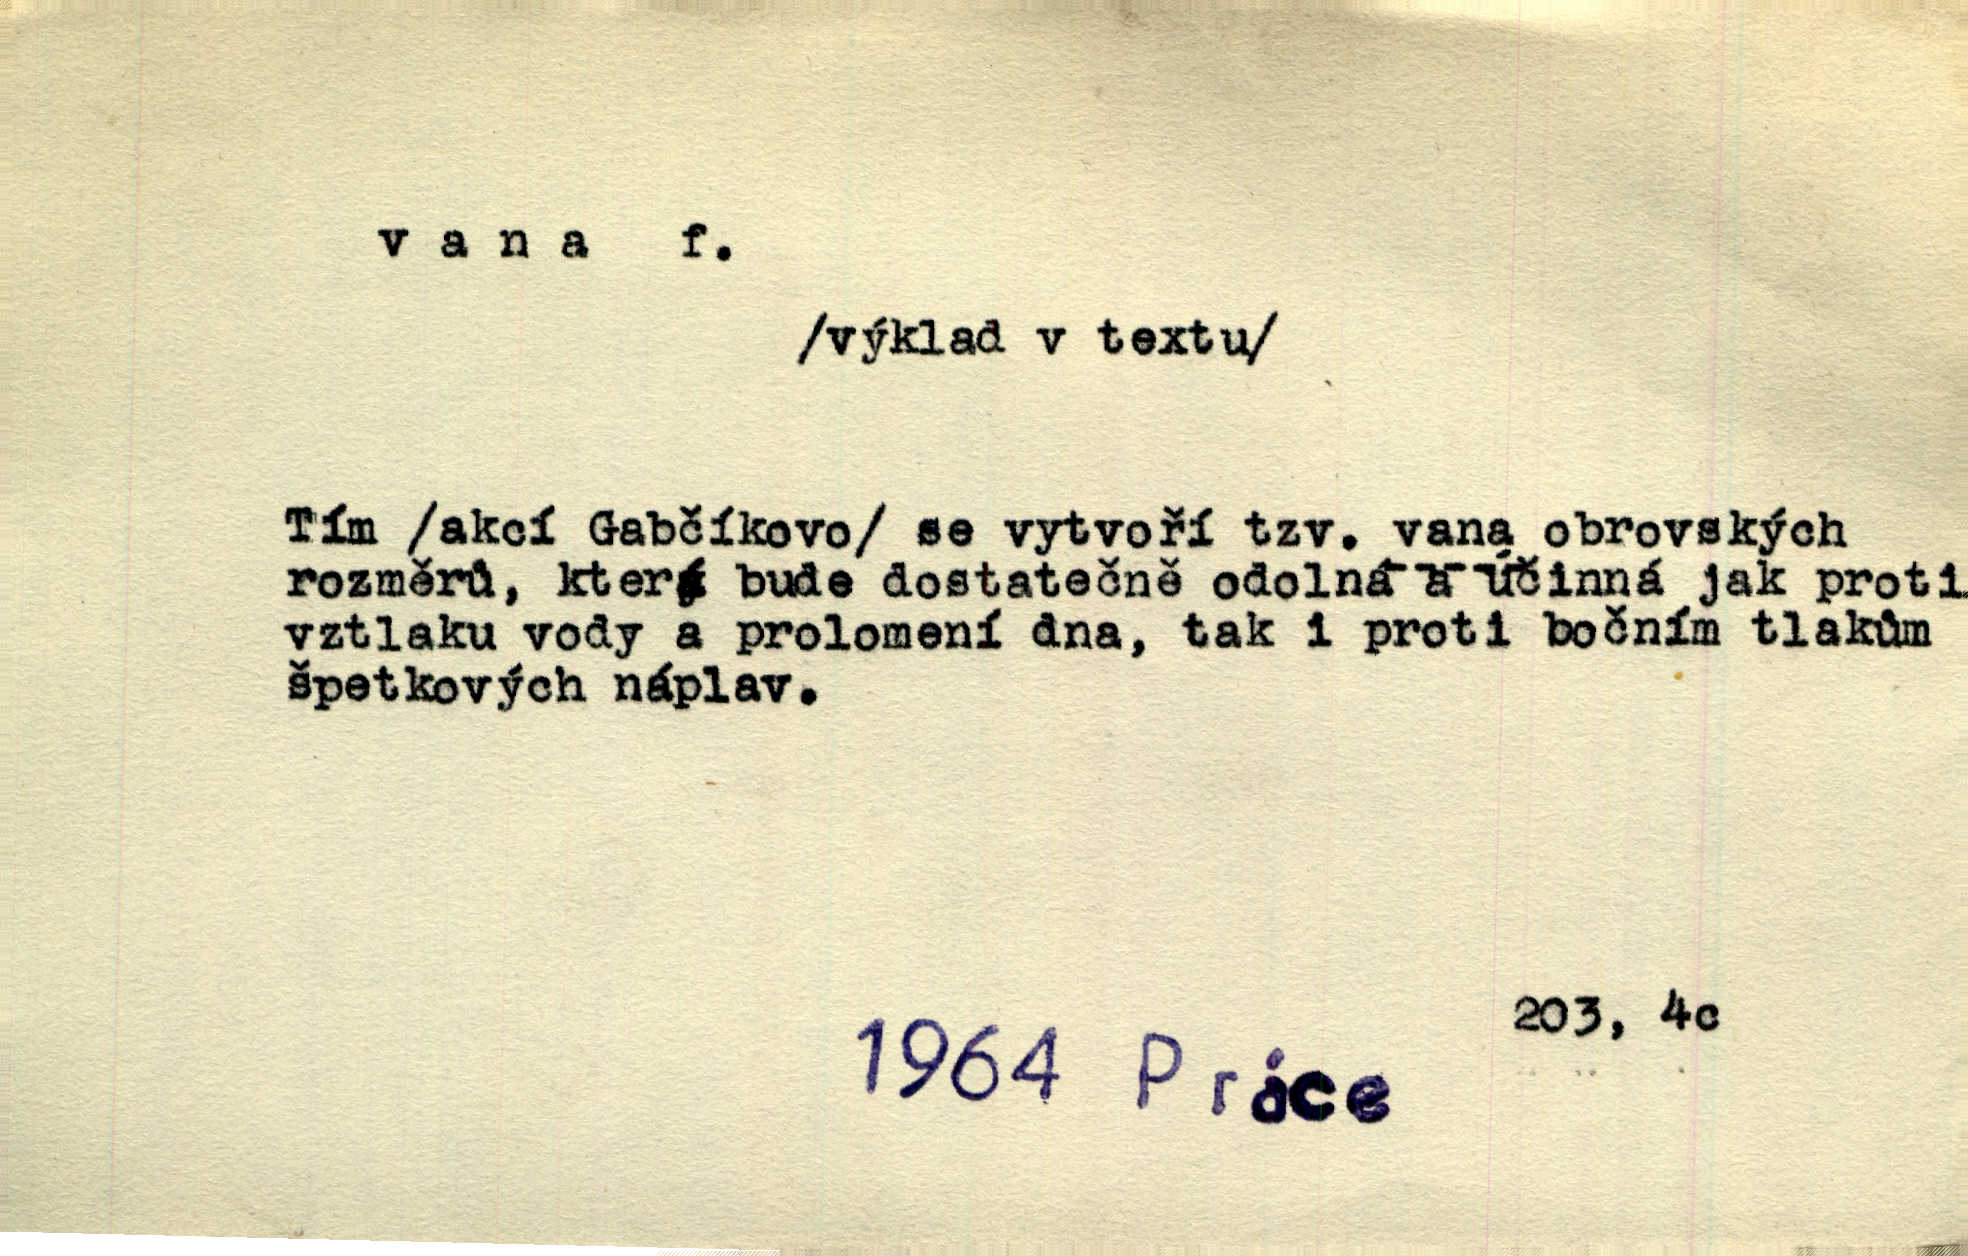 vana f.
/výklad v textu/
Tím /akcí Gabčíkovo/ se vytvoří tzv. vana obrovských
rozměrů, která bude dostatečně odolná a účinná jak proti
vztlaku vody a prolomení dna, tak i proti bočním tlakům
špetkových náplav.
203, 4c
1964 Práce